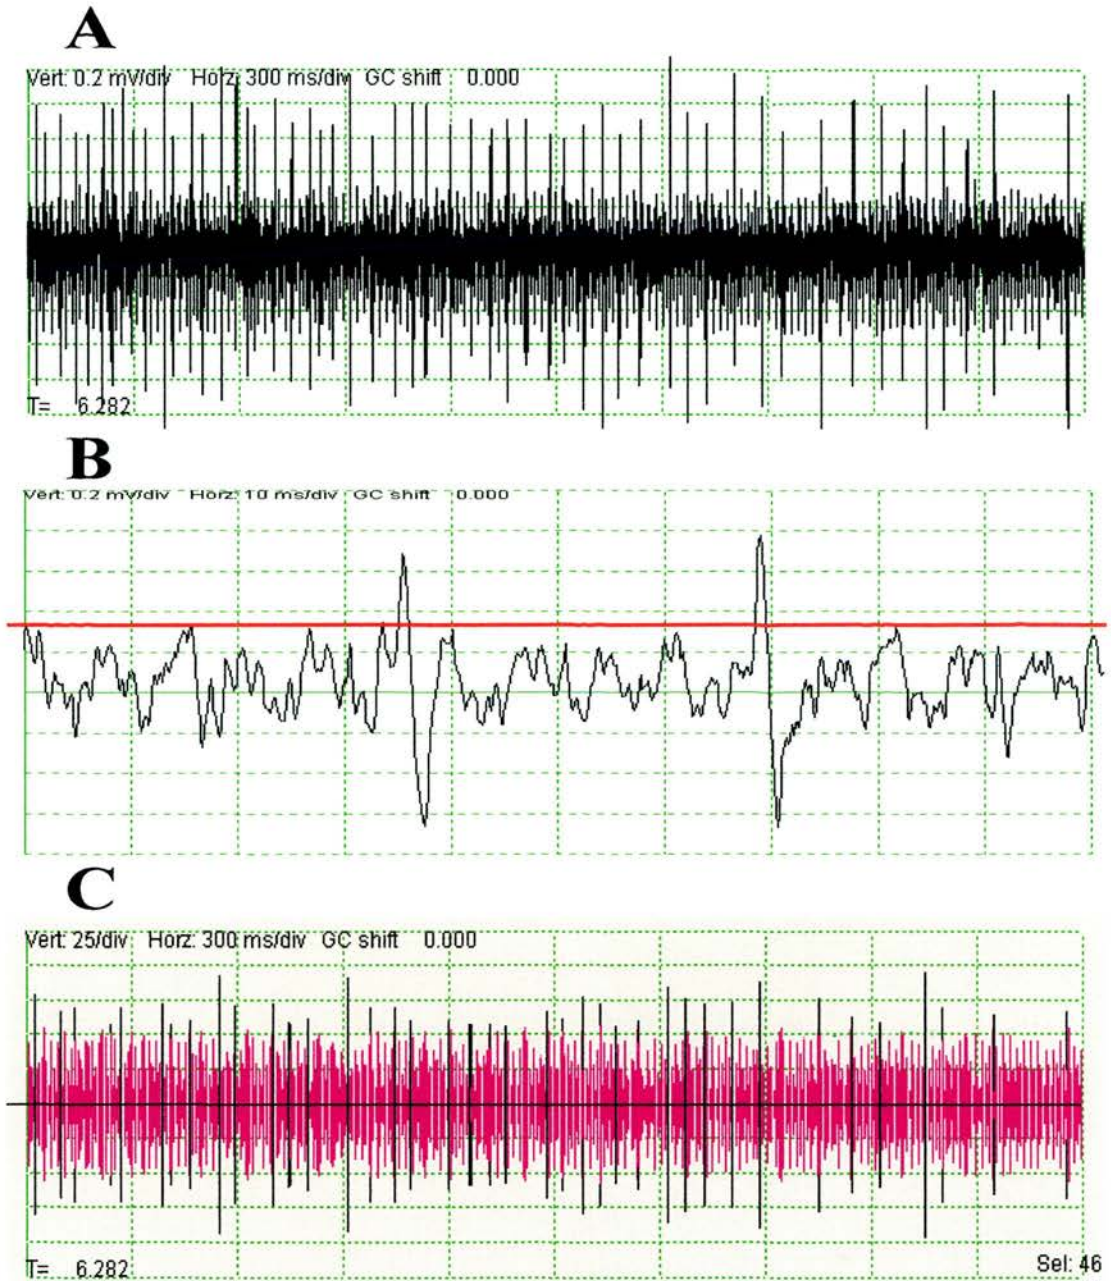 A
Vert: 0.2 mV/div Horz: 300 ms/div GC shift 0.000
T= 6.282
B
Vert: 0.2 mV/div Horz: 10 ms/div GC shift 0.000
C
Vert: 25/div Horz: 300 ms/div GC shift 0.000
T= 6.282
Sel: 46